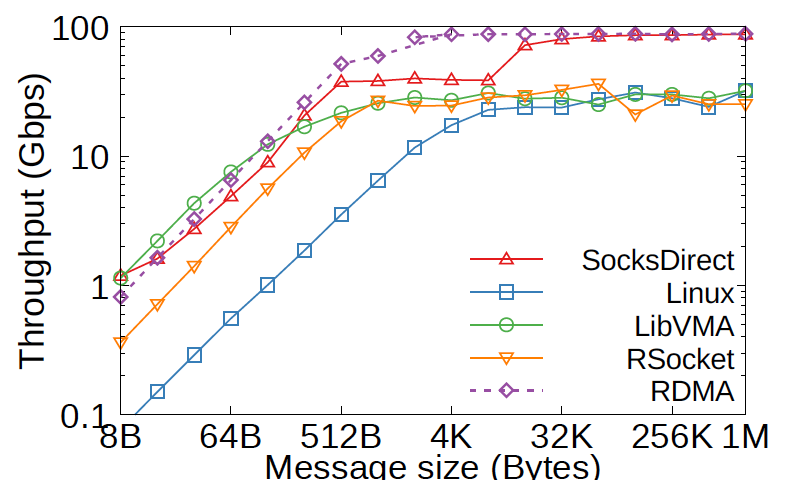 Throughput (Gbps)
100
10
1
0.1
8B 64B 512B 4K 32K 256K 1M
Message size (Bytes)
SocksDirect
Linux
LibVMA
RSocket
RDMA